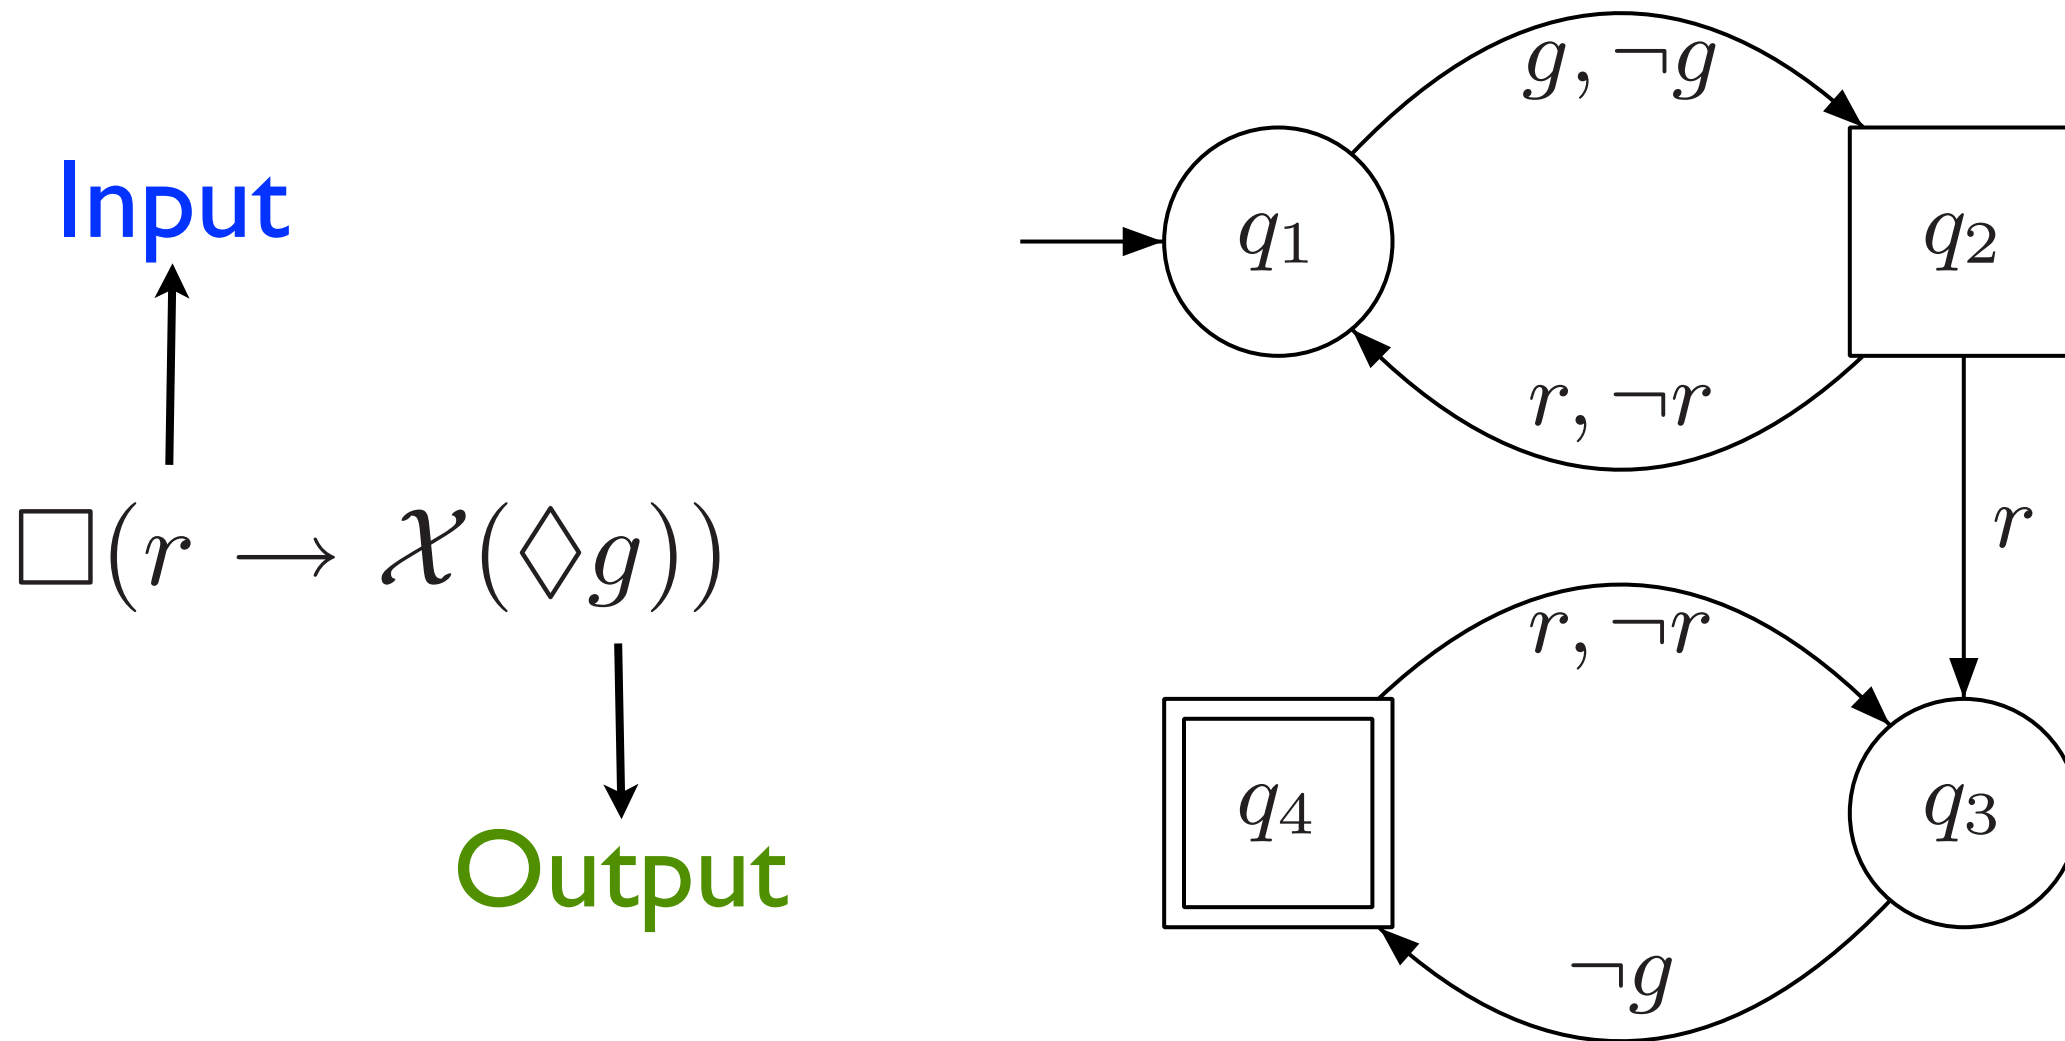 Input
□(r → 𝒳(◇g))
Output
g, ¬g
q₁
q₂
r, ¬r
r
r, ¬r
q₄
q₃
¬g